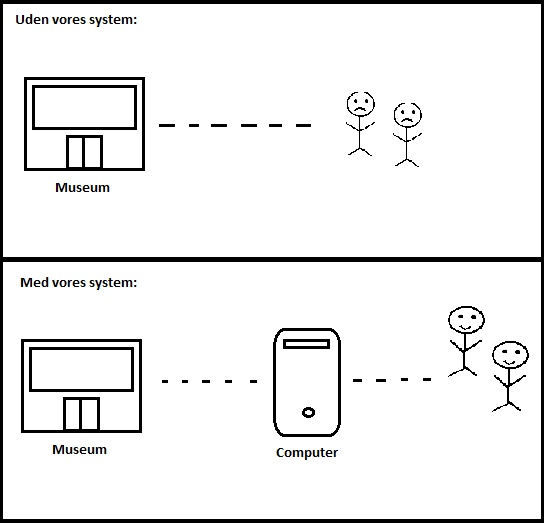 Uden vores system:
Museum
Med vores system:
Museum
Computer